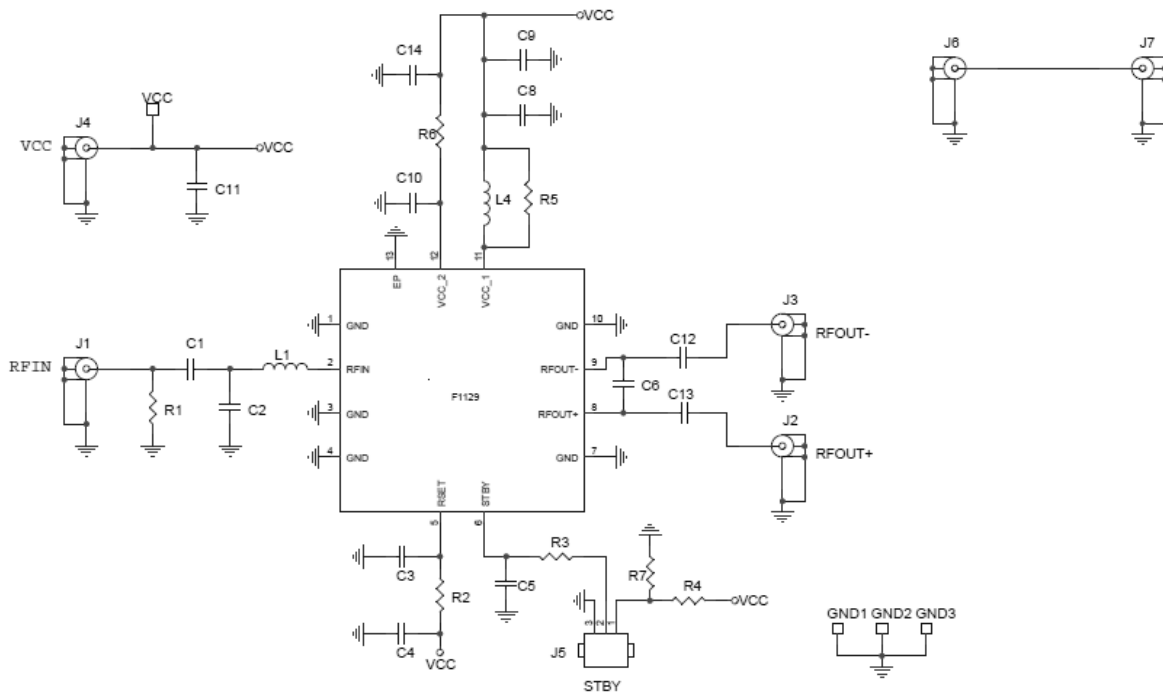 VCC
C9
C14
J6
J7
C8
VCC
J4
VCC
VCC
R6
C11
C10
L4
R5
13
12
11
EP
VCC_2
VCC_1
J3
1
GND
GND
10
RFOUT-
J1
C1
L1
C12
RFIN
2
RFIN
RFOUT-
9
C6
F1129
R1
C2
C13
3
GND
RFOUT+
8
J2
4
GND
GND
7
RFOUT+
RSET
STBY
5
6
R3
C3
R7
C5
R4
R2
VCC
GND1
GND2
GND3
3
2
1
C4
J5
VCC
STBY